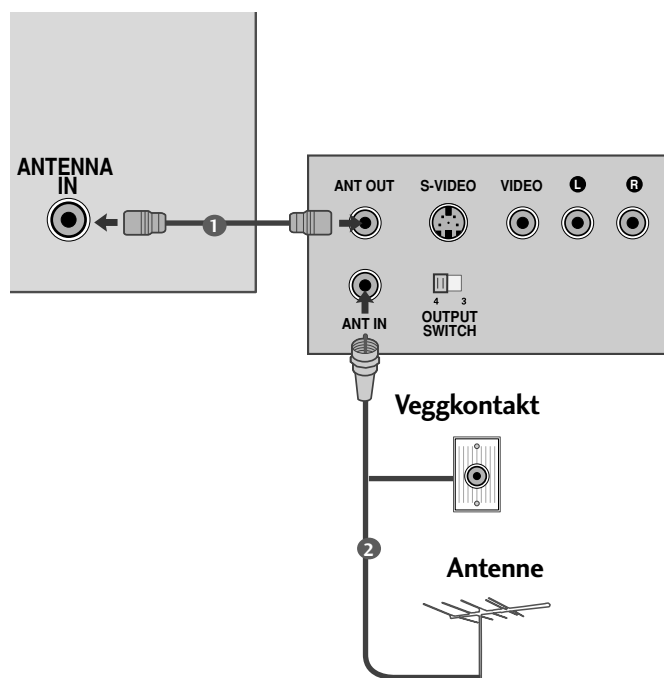 ANTENNA
IN
1
ANT OUT
S-VIDEO
VIDEO
L
R
ANT IN
4 3
OUTPUT
SWITCH
Veggkontakt
2
Antenne